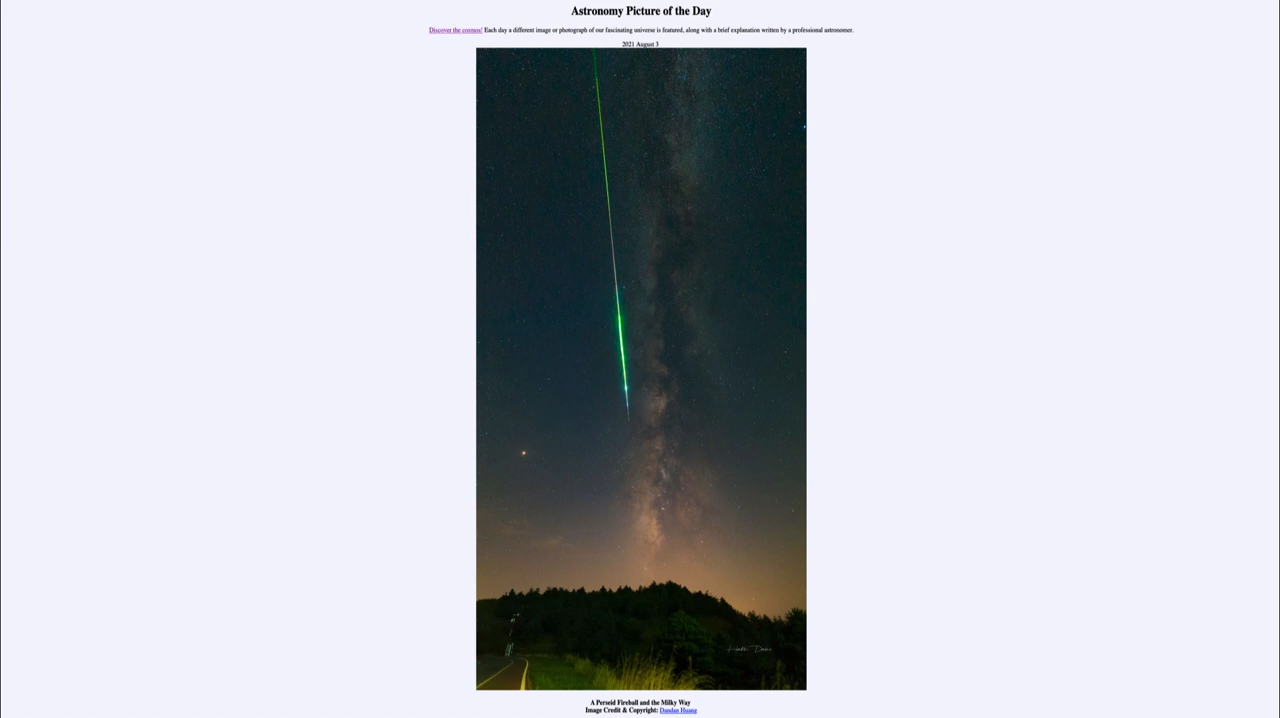 Astronomy Picture of the Day
Discover the cosmos! Each day a different image or photograph of our fascinating universe is featured, along with a brief explanation written by a professional astronomer.
2021 August 3
A Perseid Fireball and the Milky Way
Image Credit & Copyright: Dandan Huang